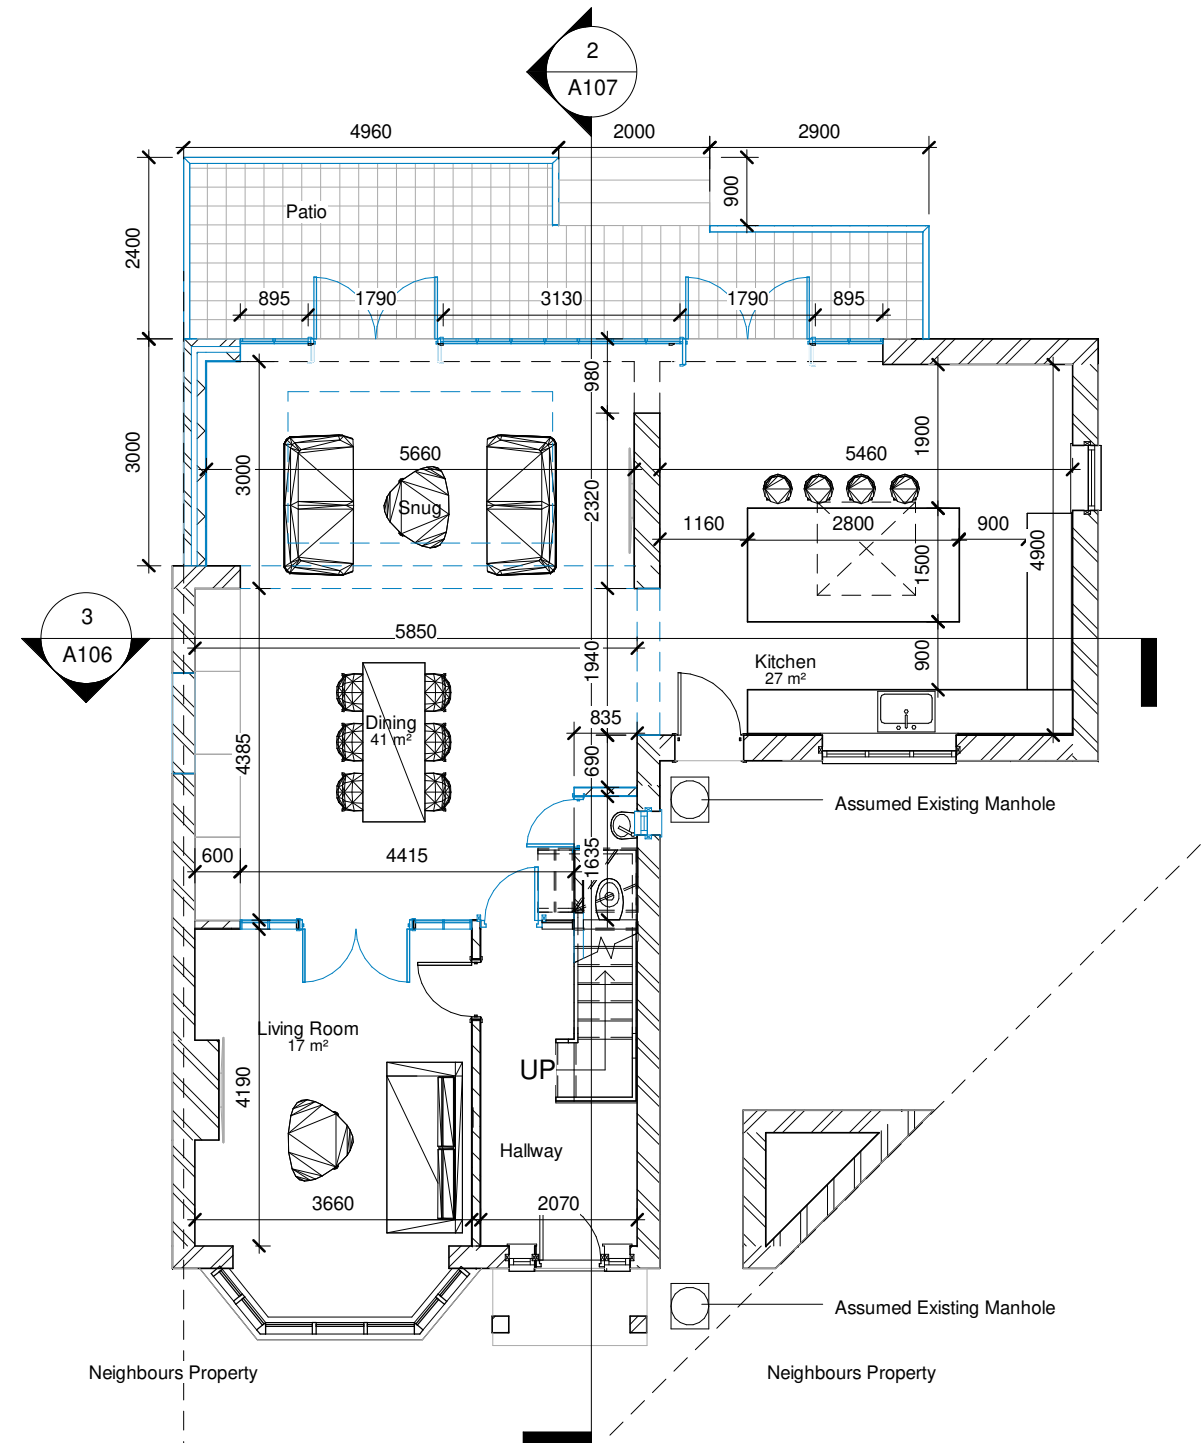 2
A107
4960
2000
2900
900
Patio
2400
895
1790
3130
1790
895
980
3000
3000
5660
Snug
2320
1900
5460
1160
2800
900
1500
4900
3
A106
5850
1940
900
Kitchen
27 m²
Dining
41 m²
835
690
4385
Assumed Existing Manhole
600
4415
1635
Living Room
17 m²
UP
4190
Hallway
3660
2070
Assumed Existing Manhole
Neighbours Property
Neighbours Property